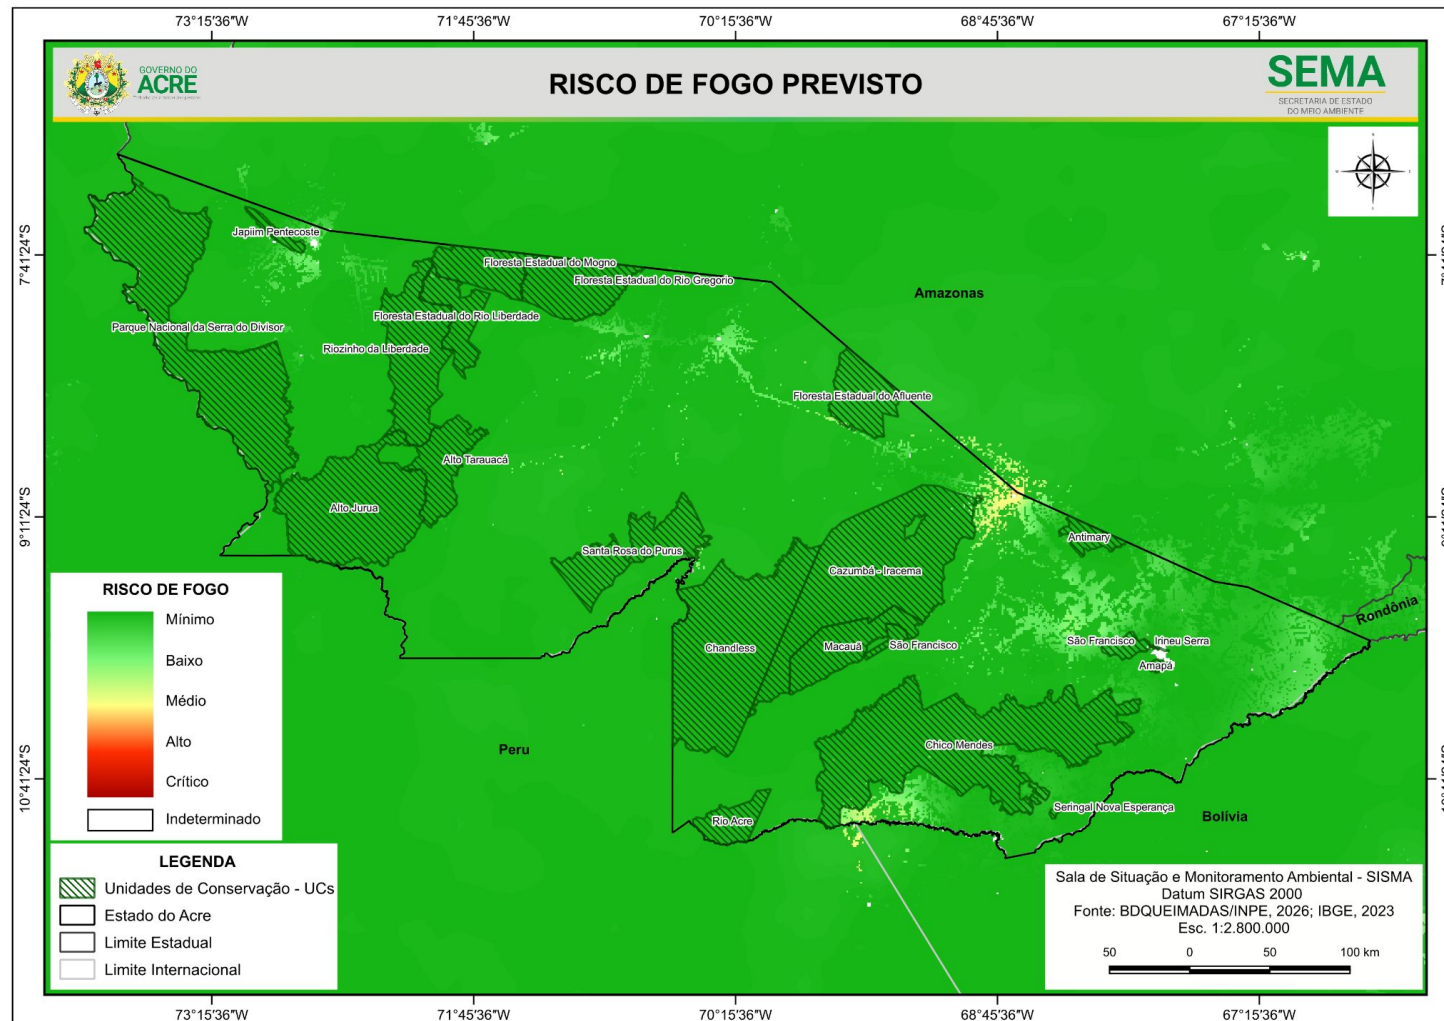 73°15'36"W
71°45'36"W
70°15'36"W
68°45'36"W
67°15'36"W
GOVERNO DO
ACRE
RISCO DE FOGO PREVISTO
SEMA
SECRETARIA DE ESTADO
DO MEIO AMBIENTE
7°41'24"S
9°11'24"S
10°41'24"S
Japiim Pentecoste
Floresta Estadual do Mogno
Floresta Estadual do Rio Gregorio
Amazonas
Parque Nacional da Serra do Divisor
Floresta Estadual do Rio Liberdade
Riozinho da Liberdade
Floresta Estadual do Afluente
Alto Tarauacá
Alto Jurua
Antimary
Santa Rosa do Purus
Cazumbá - Iracema
Rondônia
Chandless
Macauã
São Francisco
São Francisco
Irineu Serra
Amapá
Peru
Chico Mendes
Seringal Nova Esperança
Bolívia
Rio Acre
RISCO DE FOGO
Mínimo
Baixo
Médio
Alto
Crítico
Indeterminado
LEGENDA
Unidades de Conservação - UCs
Estado do Acre
Limite Estadual
Limite Internacional
Sala de Situação e Monitoramento Ambiental - SISMA
Datum SIRGAS 2000
Fonte: BDQUEIMADAS/INPE, 2026; IBGE, 2023
Esc. 1:2.800.000
50 0 50 100 km
73°15'36"W
71°45'36"W
70°15'36"W
68°45'36"W
67°15'36"W